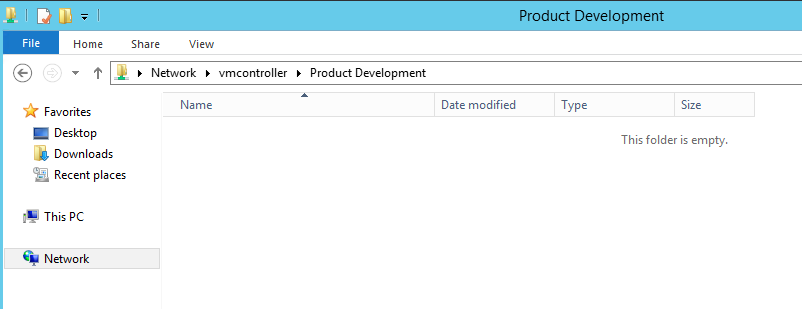 Product Development
File Home Share View
Network vmcontroller Product Development
Name Date modified Type Size
Favorites
This folder is empty.
Desktop
Downloads
Recent places
This PC
Network